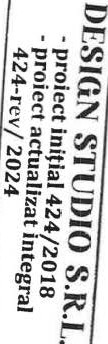 DESIGN STUDIO S.R.L.
- proiect inițial 424/2018
- proiect actualizat integral
424-rev/ 2024